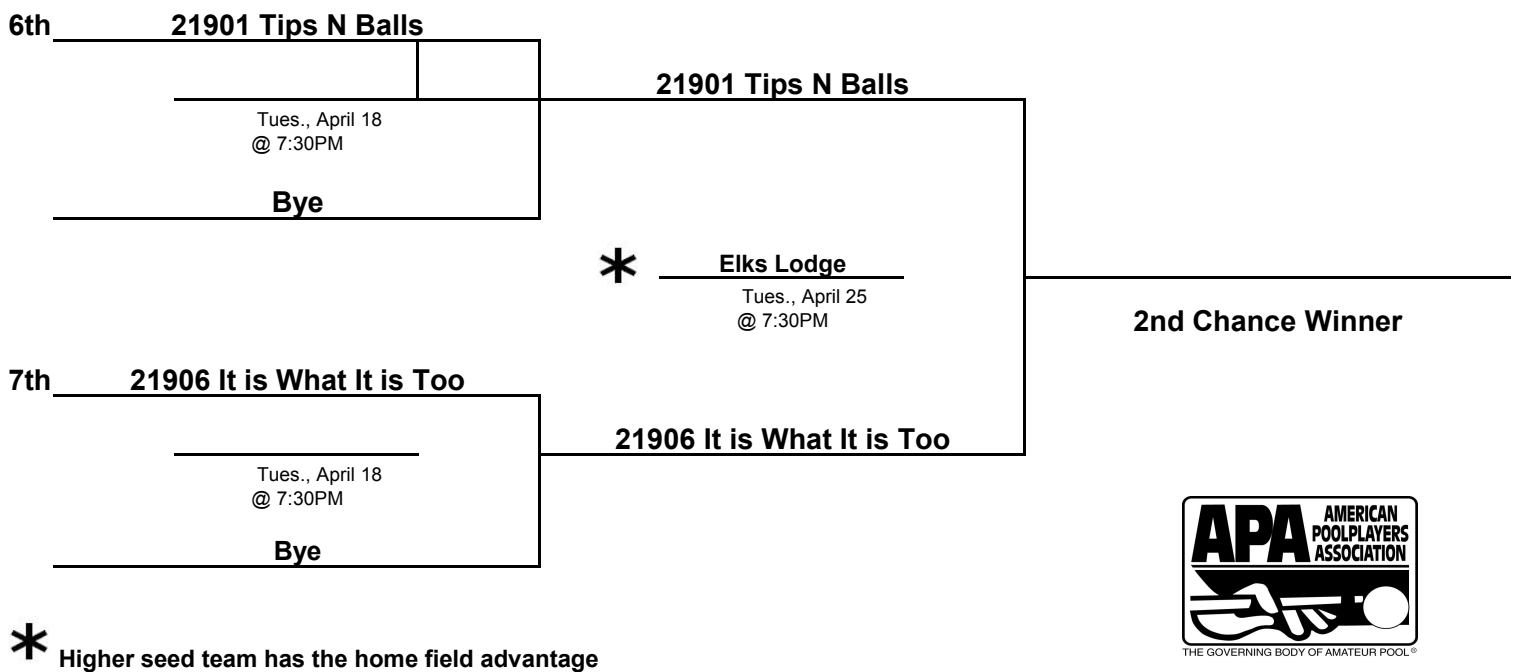 6th 21901 Tips N Balls
21901 Tips N Balls
Tues., April 18
@ 7:30PM
Bye
* Elks Lodge
Tues., April 25
@ 7:30PM
2nd Chance Winner
7th 21906 It is What It is Too
21906 It is What It is Too
Tues., April 18
@ 7:30PM
Bye
APA AMERICAN
POOLPLAYERS
ASSOCIATION
THE GOVERNING BODY OF AMATEUR POOL®
* Higher seed team has the home field advantage